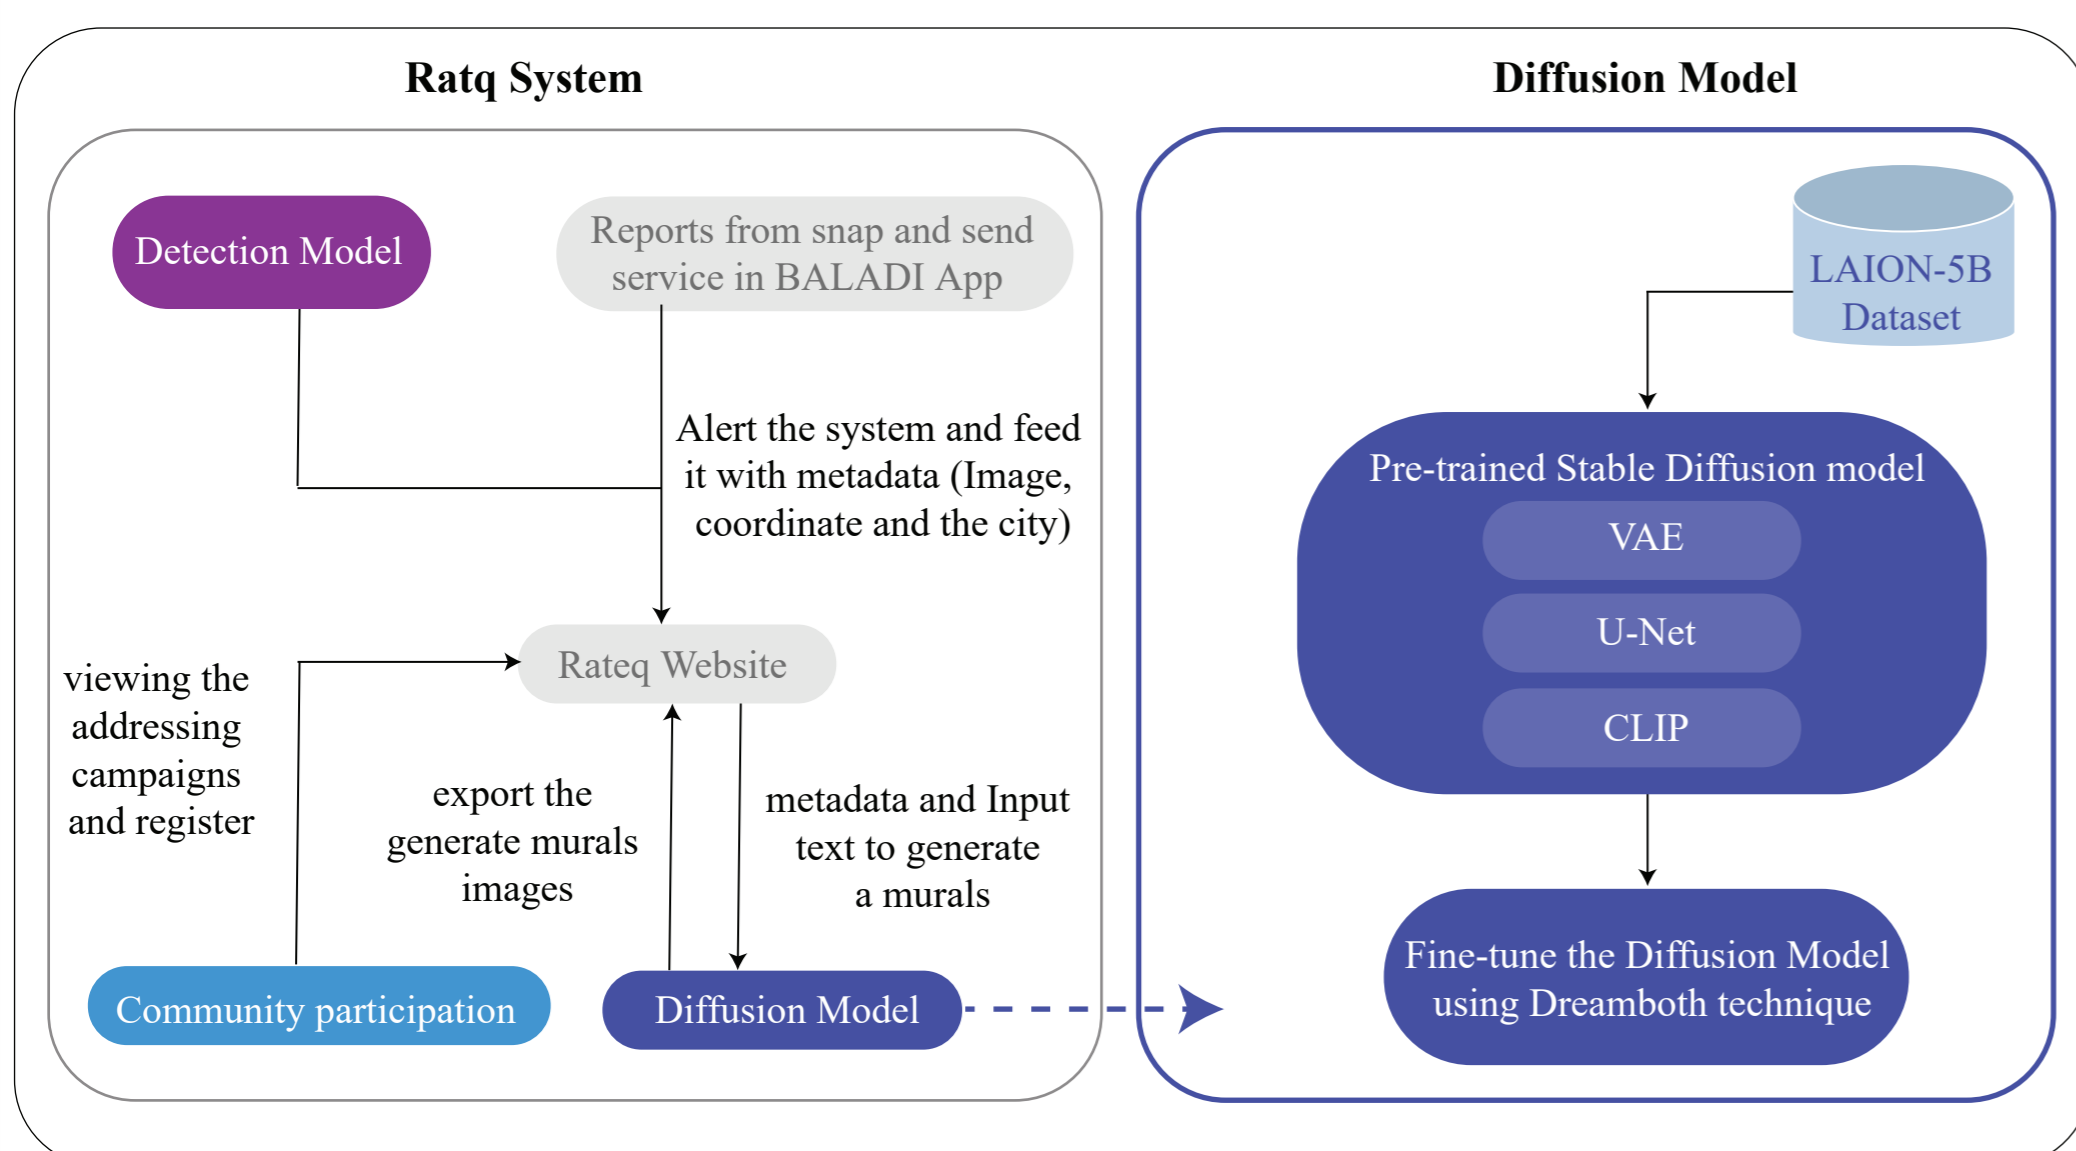 Ratq System
Detection Model
Reports from snap and send
service in BALADI App
Alert the system and feed
it with metadata (Image,
coordinate and the city)
Rateq Website
viewing the
addressing
campaigns
and register
export the
generate murals
images
metadata and Input
text to generate
a murals
Community participation
Diffusion Model
Diffusion Model
LAION-5B
Dataset
Pre-trained Stable Diffusion model
VAE
U-Net
CLIP
Fine-tune the Diffusion Model
using Dreamboth technique